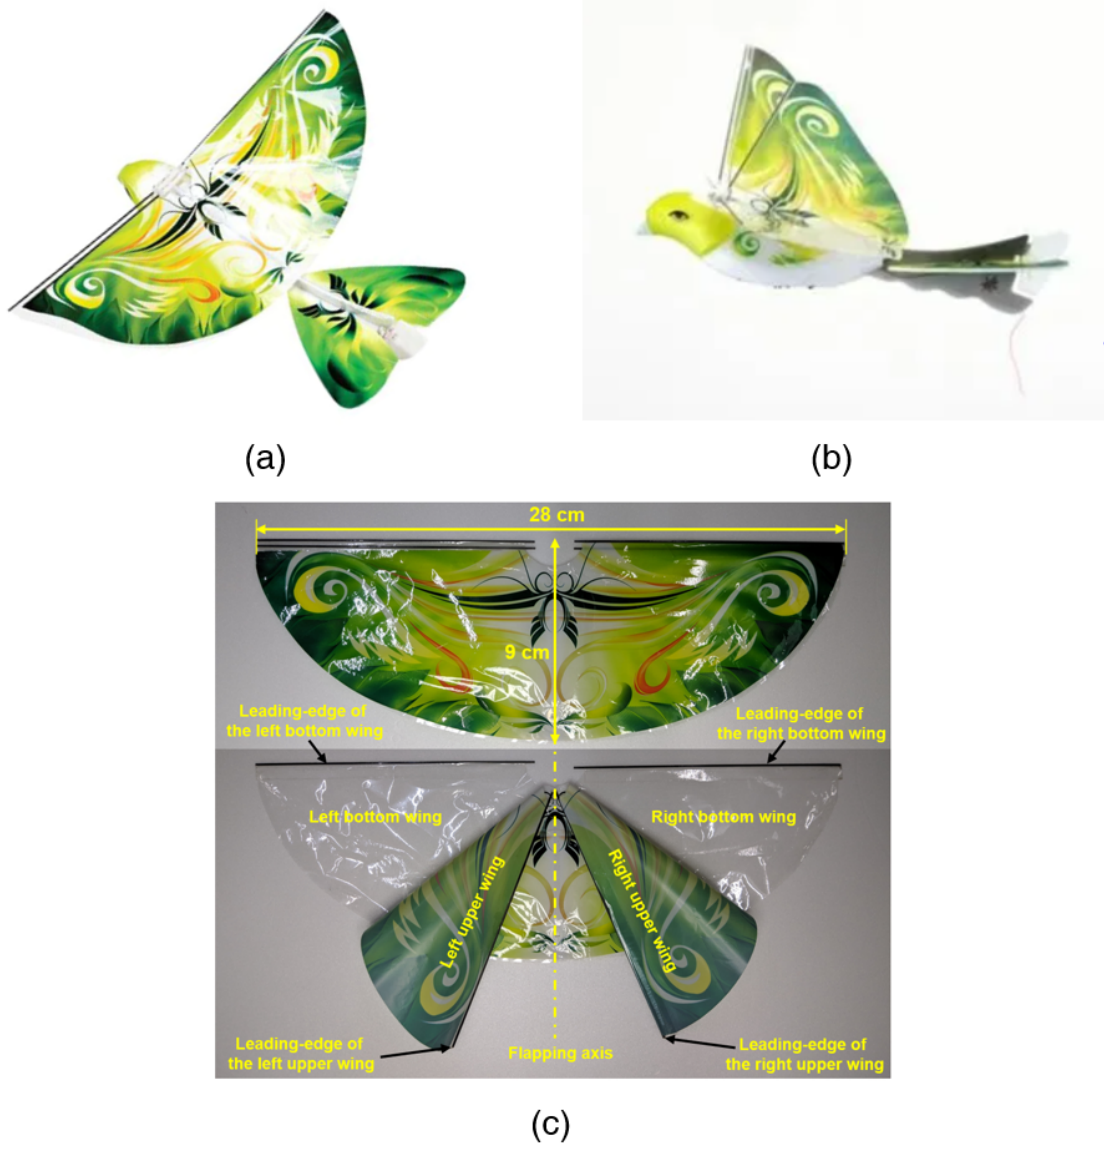 (a)
(b)
28 cm
9 cm
Leading-edge of
the left bottom wing
Leading-edge of
the right bottom wing
Left bottom wing
Right bottom wing
Left upper wing
Right upper wing
Leading-edge of
the left upper wing
Flapping axis
Leading-edge of
the right upper wing
(c)